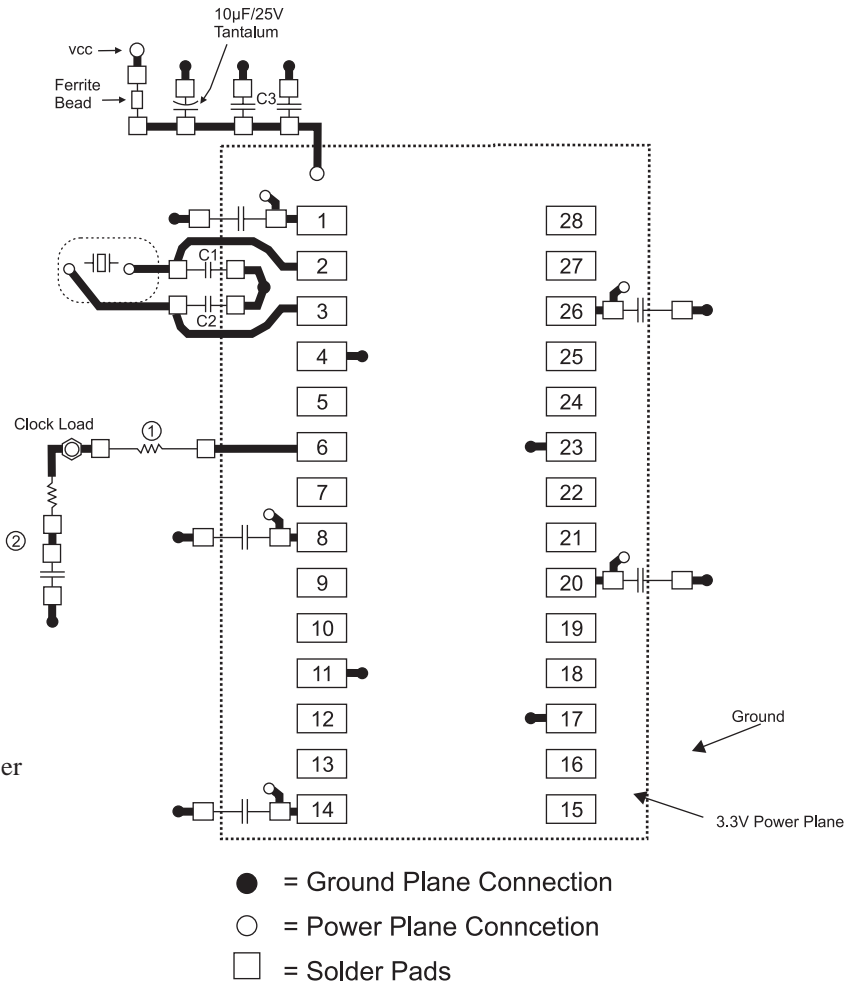 10µF/25V
Tantalum
vcc
Ferrite
Bead
C3
1
28
C1
2
27
C2
3
26
4
25
5
24
Clock Load
1
6
23
7
22
2
8
21
9
20
10
19
11
18
Ground
12
17
er
13
16
14
15
3.3V Power Plane
= Ground Plane Connection
= Power Plane Conncetion
= Solder Pads